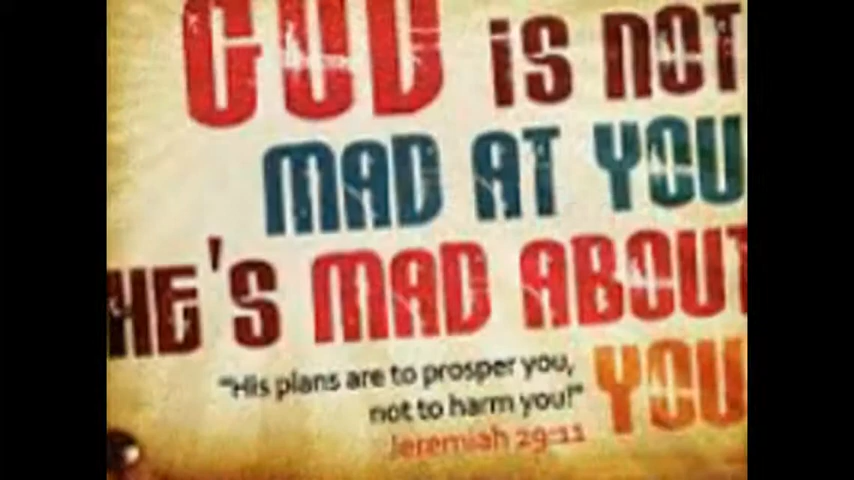 GOD IS NOT
MAD AT YOU
HE'S MAD ABOUT
YOU
"His plans are to prosper you,
not to harm you!"
Jeremiah 29:11